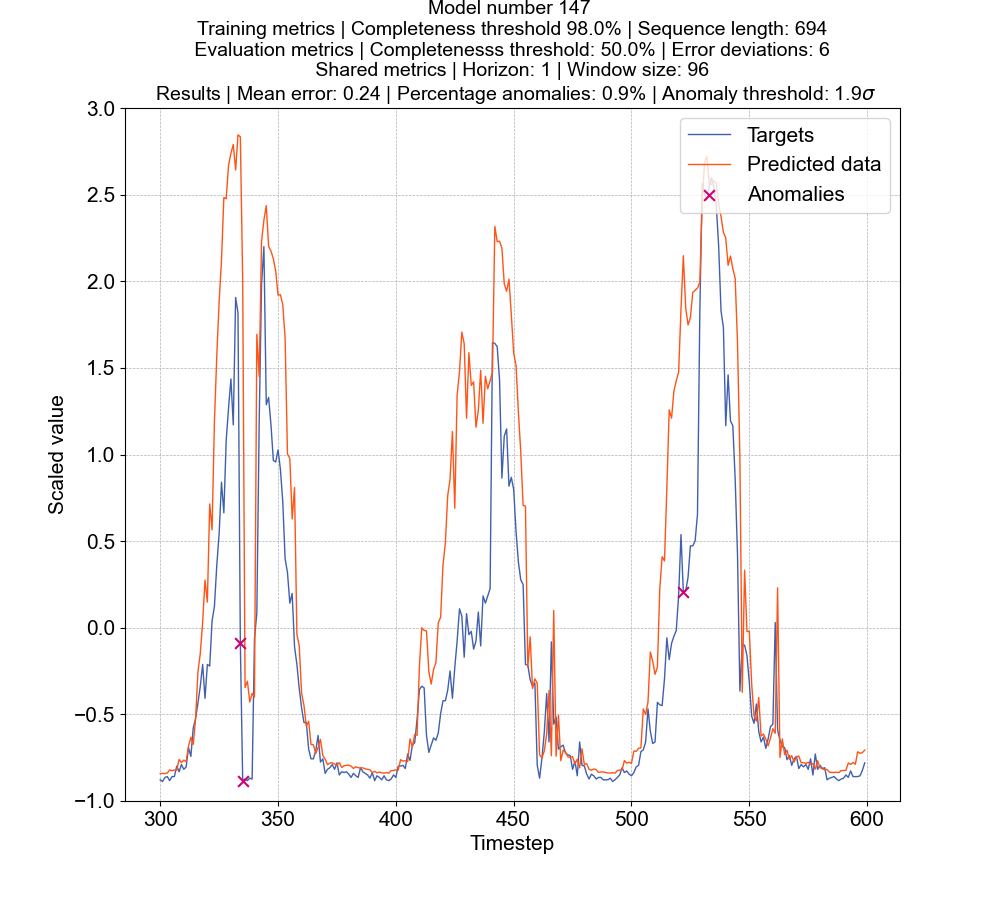 Model number 147
Training metrics | Completeness threshold 98.0% | Sequence length: 694
Evaluation metrics | Completenesss threshold: 50.0% | Error deviations: 6
Shared metrics | Horizon: 1 | Window size: 96
Results | Mean error: 0.24 | Percentage anomalies: 0.9% | Anomaly threshold: 1.9σ
3.0
2.5
2.0
1.5
1.0
0.5
0.0
−0.5
−1.0
Scaled value
Targets
Predicted data
Anomalies
300 350 400 450 500 550 600
Timestep